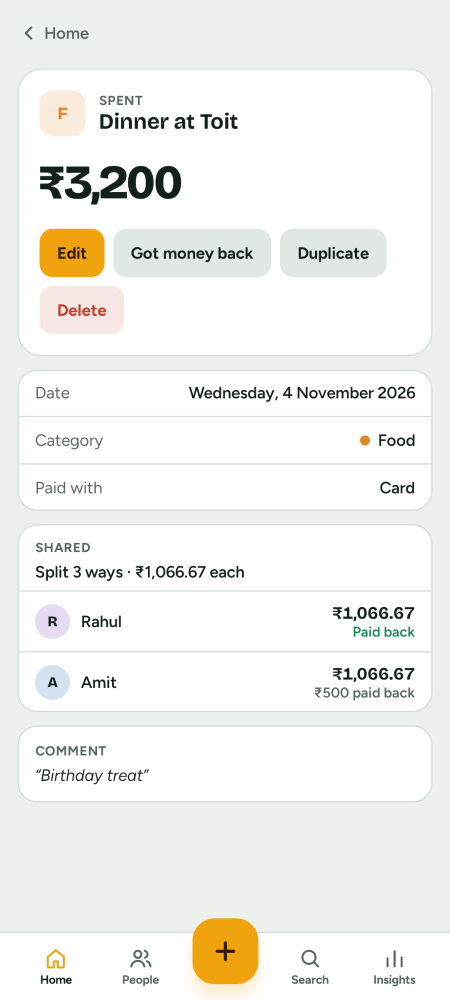 Home
F
SPENT
Dinner at Toit
₹3,200
Edit
Got money back
Duplicate
Delete
Date
Wednesday, 4 November 2026
Category
Food
Paid with
Card
SHARED
Split 3 ways · ₹1,066.67 each
R
Rahul
₹1,066.67
Paid back
A
Amit
₹1,066.67
₹500 paid back
COMMENT
“Birthday treat”
Home
People
Search
Insights